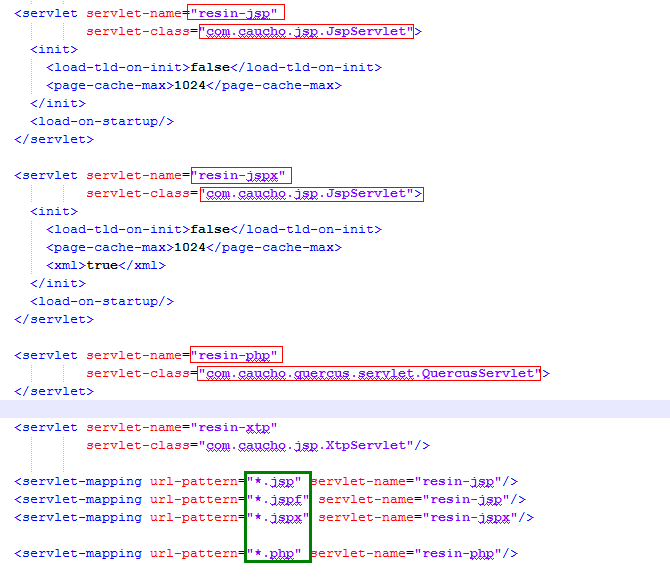 <servlet servlet-name="resin-jsp"
servlet-class="com.caucho.jsp.JspServlet">
<init>
<load-tld-on-init>false</load-tld-on-init>
<page-cache-max>1024</page-cache-max>
</init>
<load-on-startup/>
</servlet>
<servlet servlet-name="resin-jspx"
servlet-class="com.caucho.jsp.JspServlet">
<init>
<load-tld-on-init>false</load-tld-on-init>
<page-cache-max>1024</page-cache-max>
<xml>true</xml>
</init>
<load-on-startup/>
</servlet>
<servlet servlet-name="resin-php"
servlet-class="com.caucho.quercus.servlet.QuercusServlet">
</servlet>
<servlet servlet-name="resin-xtp"
servlet-class="com.caucho.jsp.XtpServlet"/>
<servlet-mapping url-pattern="*.jsp" servlet-name="resin-jsp"/>
<servlet-mapping url-pattern="*.jspf" servlet-name="resin-jsp"/>
<servlet-mapping url-pattern="*.jspx" servlet-name="resin-jspx"/>
<servlet-mapping url-pattern="*.php" servlet-name="resin-php"/>